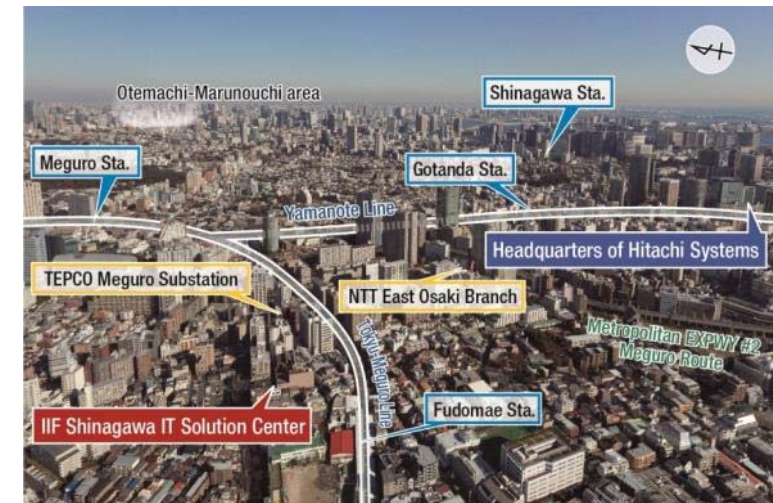 Otemachi-Marunouchi area
Shinagawa Sta.
Meguro Sta.
Gotanda Sta.
Yamanote Line
Headquarters of Hitachi Systems
TEPCO Meguro Substation
NTT East Osaki Branch
Metropolitan EXPWY #2
Meguro Route
Tokyu-Meguro Line
IIF Shinagawa IT Solution Center
Fudomae Sta.